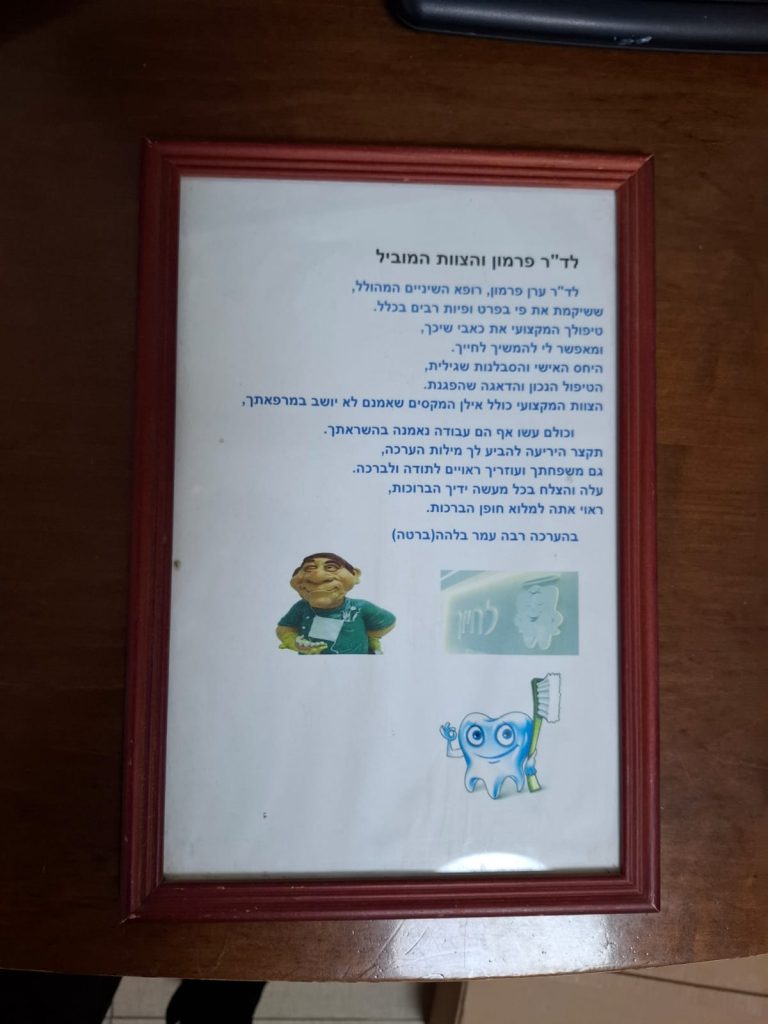 לד"ר פרמון והצוות המוביל
לד"ר ערן פרמון, רופא השיניים המהולל,
ששיקמת את פי בפרט ופיות רבים בכלל.
טיפולך המקצועי את כאבי שיכך,
ומאפשר לי להמשיך לחייך.
היחס האישי והסבלנות שגילית,
הטיפול הנכון והדאגה שהפגנת.
הצוות המקצועי כולל אילן המקסים שאמנם לא יושב במרפאתך,
וכולם עשו אף הם עבודה נאמנה בהשראתך.
תקצר היריעה להביע לך מילות הערכה,
גם משפחתך ועוזריך ראויים לתודה ולברכה.
עלה והצלח בכל מעשה ידיך הברוכות,
ראוי אתה למלוא חופן הברכות.
בהערכה רבה עמר בלהה(ברטה)
לחייך